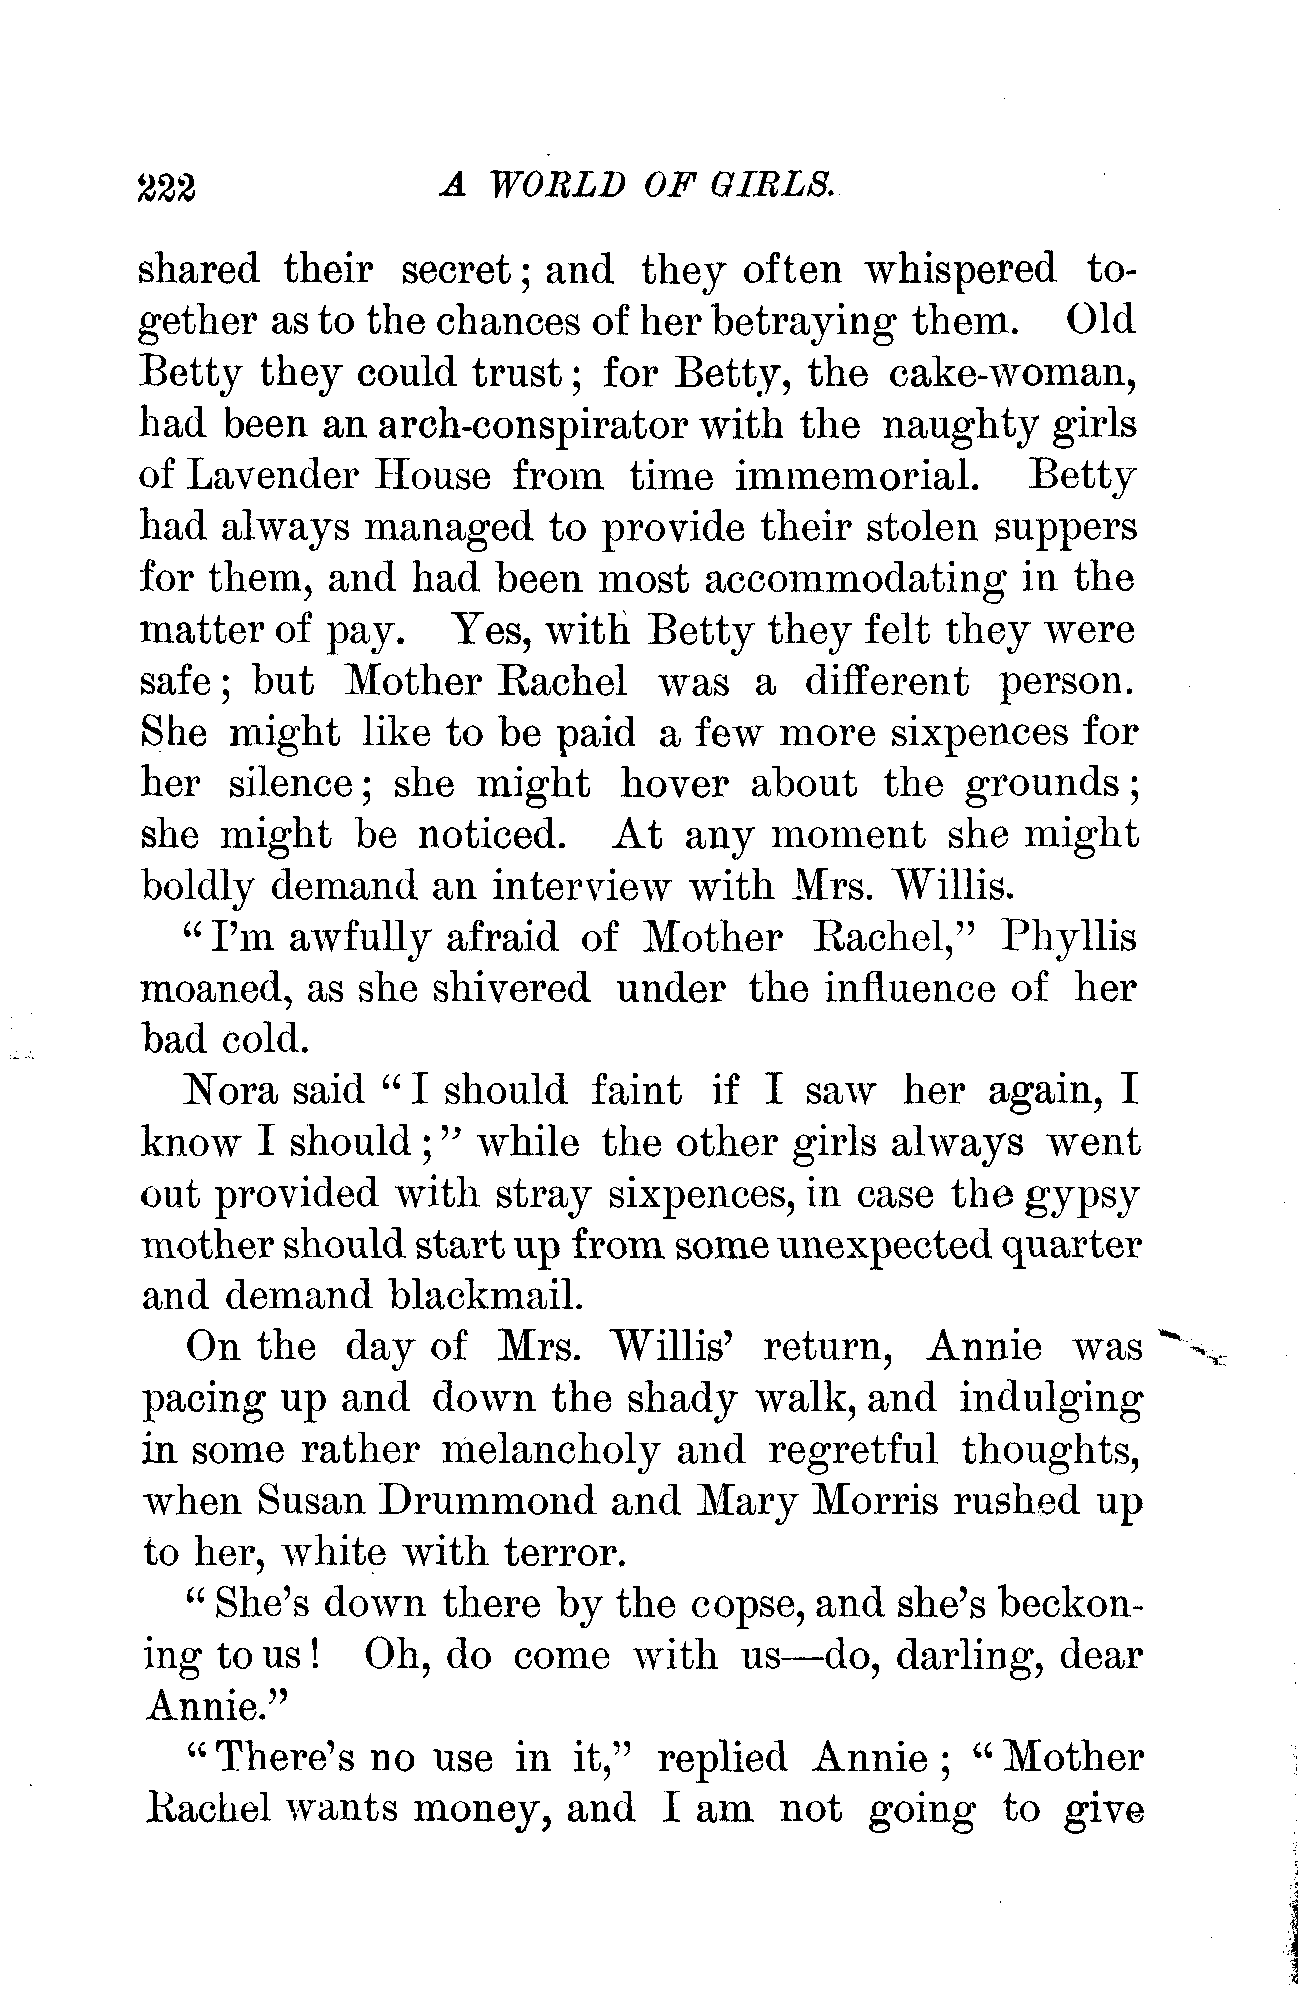 222 A WORLD OF GIRLS.
shared their secret; and they often whispered to-
gether as to the chances of her betraying them. Old
Betty they could trust; for Betty, the cake-woman,
had been an arch-conspirator with the naughty girls
of Lavender House from time immemorial. Betty
had always managed to provide their stolen suppers
for them, and had been most accommodating in the
matter of pay. Yes, with Betty they felt they were
safe; but Mother Rachel was a different person.
She might like to be paid a few more sixpences for
her silence; she might hover about the grounds;
she might be noticed. At any moment she might
boldly demand an interview with Mrs. Willis.
"I'm awfully afraid of Mother Rachel," Phyllis
moaned, as she shivered under the influence of her
bad cold.
Nora said "I should faint if I saw her again, I
know I should;" while the other girls always went
out provided with stray sixpences, in case the gypsy
mother should start up from some unexpected quarter
and demand blackmail.
On the day of Mrs. Willis' return, Annie was
pacing up and down the shady walk, and indulging
in some rather melancholy and regretful thoughts,
when Susan Drummond and Mary Morris rushed up
to her, white with terror.
"She's down there by the copse, and she's beckon-
ing to us! Oh, do come with us—do, darling, dear
Annie."
"There's no use in it," replied Annie; "Mother
Rachel wants money, and I am not going to give